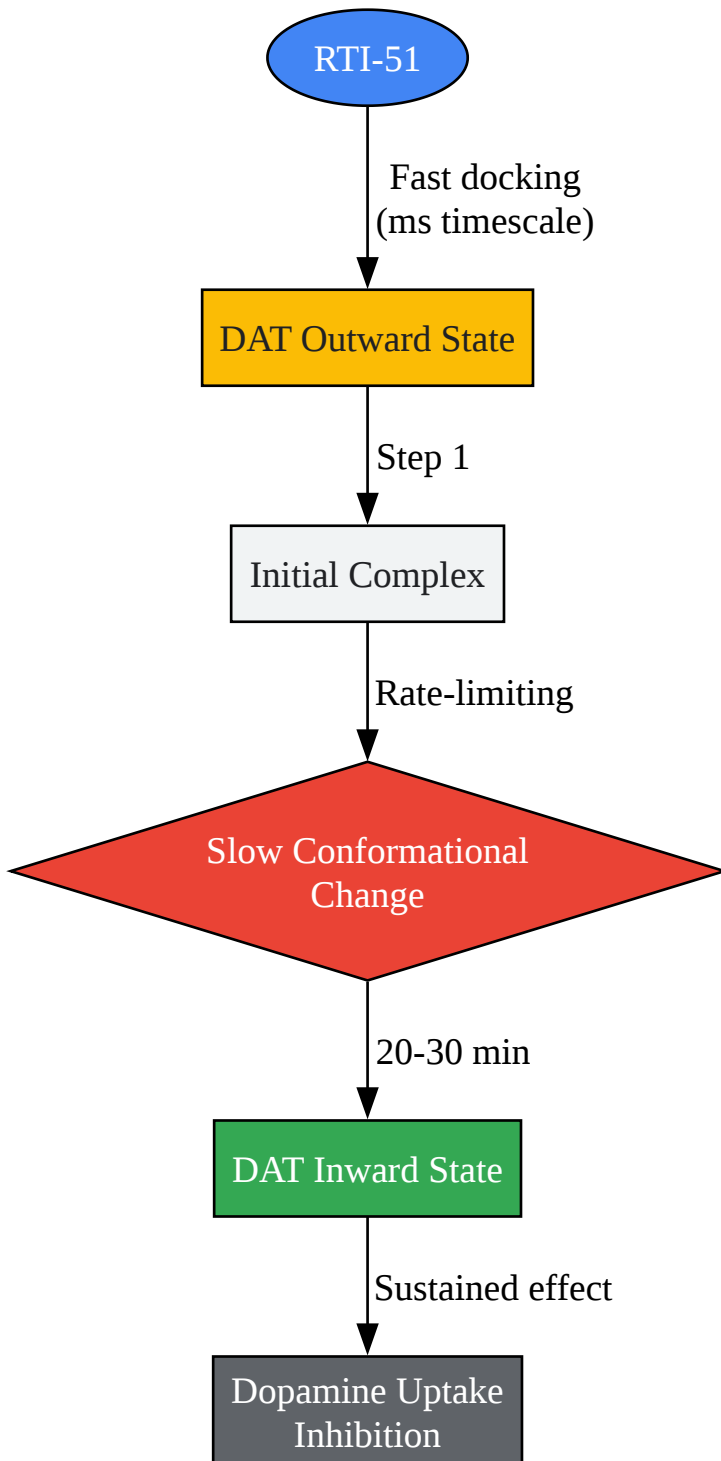 RTI-51
Fast docking
(ms timescale)
DAT Outward State
Step 1
Initial Complex
Rate-limiting
Slow Conformational
Change
20-30 min
DAT Inward State
Sustained effect
Dopamine Uptake
Inhibition